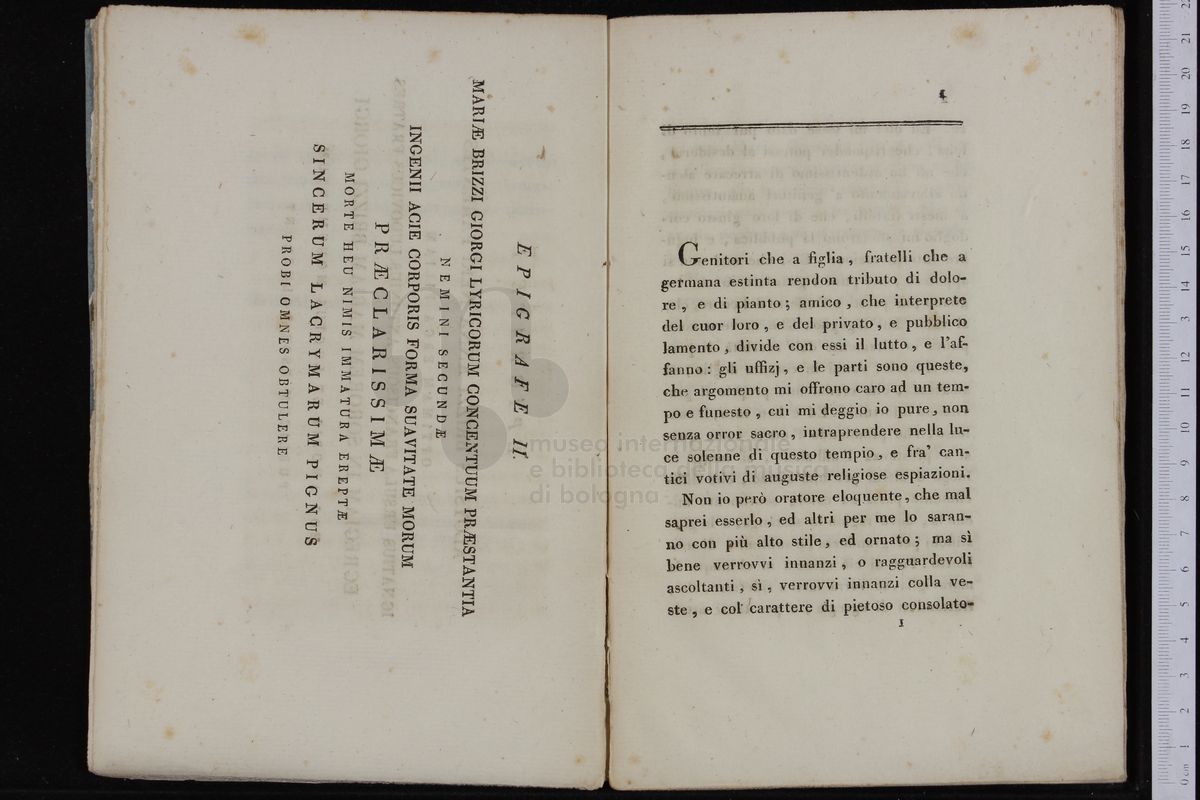 EPIGRAFE II.
MARIÆ BRIZZI GIORGI LYRICORUM CONCENTUUM PRÆSTANTIA
NEMINI SECUNDÆ
INGENII ACIE CORPORIS FORMA SUAVITATE MORUM
PRÆCLARISSIMÆ
MORTE HEU NIMIS IMMATURA EREPTÆ
SINCERUM LACRYMARUM PIGNUS
PROBI OMNES OBTULERE
Genitori che a figlia, fratelli che a
germana estinta rendon tributo di dolo-
re, e di pianto; amico, che interprete
del cuor loro, e del privato, e pubblico
lamento, divide con essi il lutto, e l'af-
fanno: gli uffizj, e le parti sono queste,
che argomento mi offrono caro ad un tem-
po e funesto, cui mi deggio io pure, non
senza orror sacro, intraprendere nella lu-
ce solenne di questo tempio, e fra' can-
tici votivi di auguste religiose espiazioni.
Non io però oratore eloquente, che mal
saprei esserlo, ed altri per me lo saran-
no con più alto stile, ed ornato; ma sì
bene verrovvi innanzi, o ragguardevoli
ascoltanti, sì, verrovvi innanzi colla ve-
ste, e col carattere di pietoso consolato-
1
museo internazionale
e biblioteca della musica
di bologna